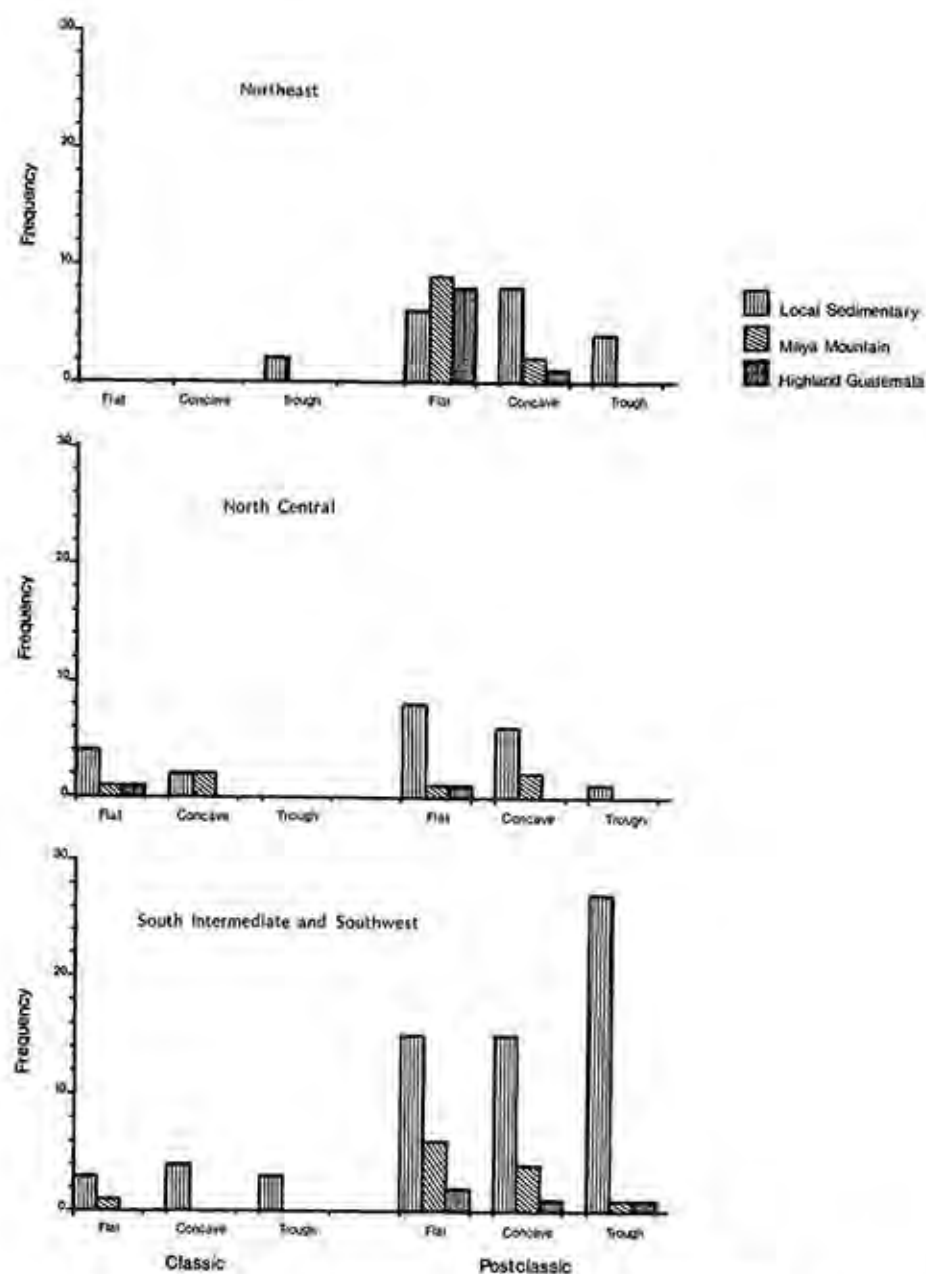 30
Northeast
20
Frequency
10
0
Flat Concave Trough Flat Concave Trough
Local Sedimentary
Maya Mountain
Highland Guatemala
30
North Central
20
Frequency
10
0
Flat Concave Trough Flat Concave Trough
30
South Intermediate and Southwest
20
Frequency
10
0
Flat Concave Trough Flat Concave Trough
Classic Postclassic